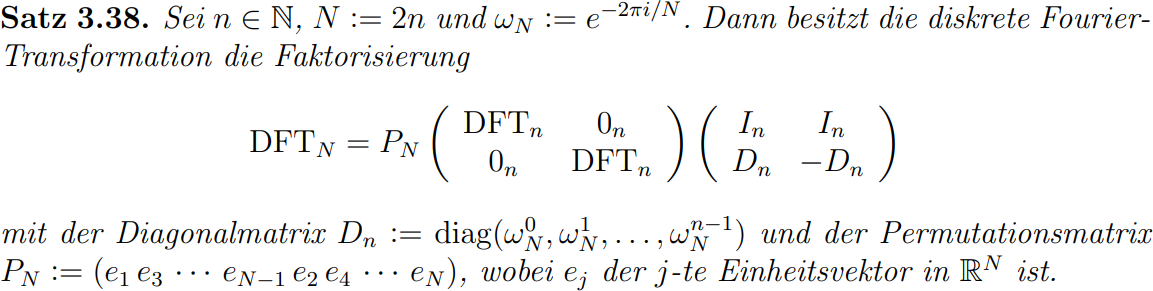 Satz 3.38. Sei n ∈ ℕ, N := 2n und ω_N := e^{-2πi/N}. Dann besitzt die diskrete Fourier-
Transformation die Faktorisierung
DFT_N = P_N ( DFT_n 0_n ; 0_n DFT_n ) ( I_n I_n ; D_n −D_n )
mit der Diagonalmatrix D_n := diag(ω_N^0, ω_N^1, . . . , ω_N^{n−1}) und der Permutationsmatrix
P_N := (e_1 e_3 ⋯ e_{N−1} e_2 e_4 ⋯ e_N), wobei e_j der j-te Einheitsvektor in ℝ^N ist.